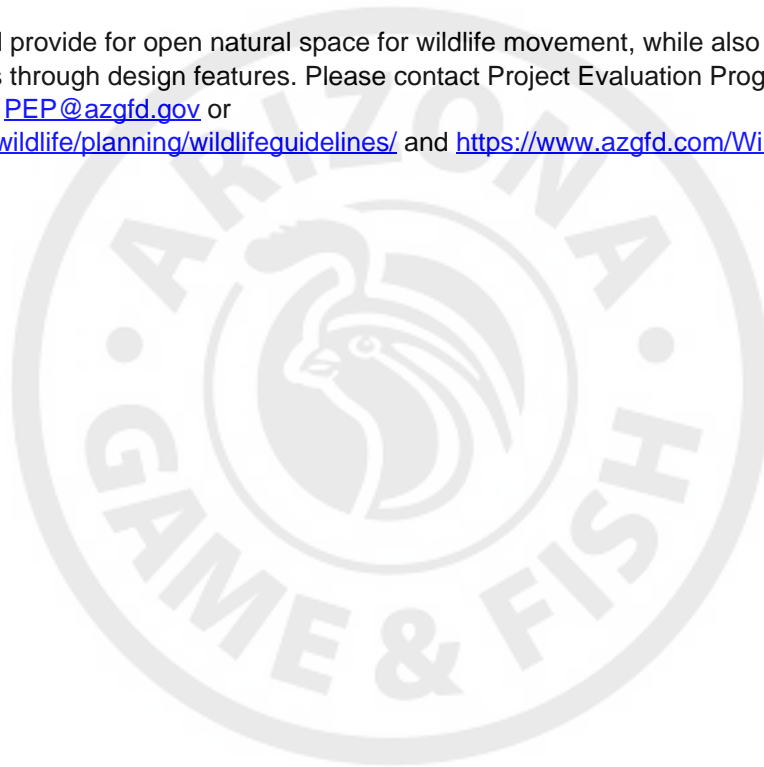 provide for open natural space for wildlife movement, while also
through design features. Please contact Project Evaluation Prog
PEP@azgfd.gov or
wildlife/planning/wildlifeguidelines/ and https://www.azgfd.com/Wi
ARIZONA
GAME & FISH